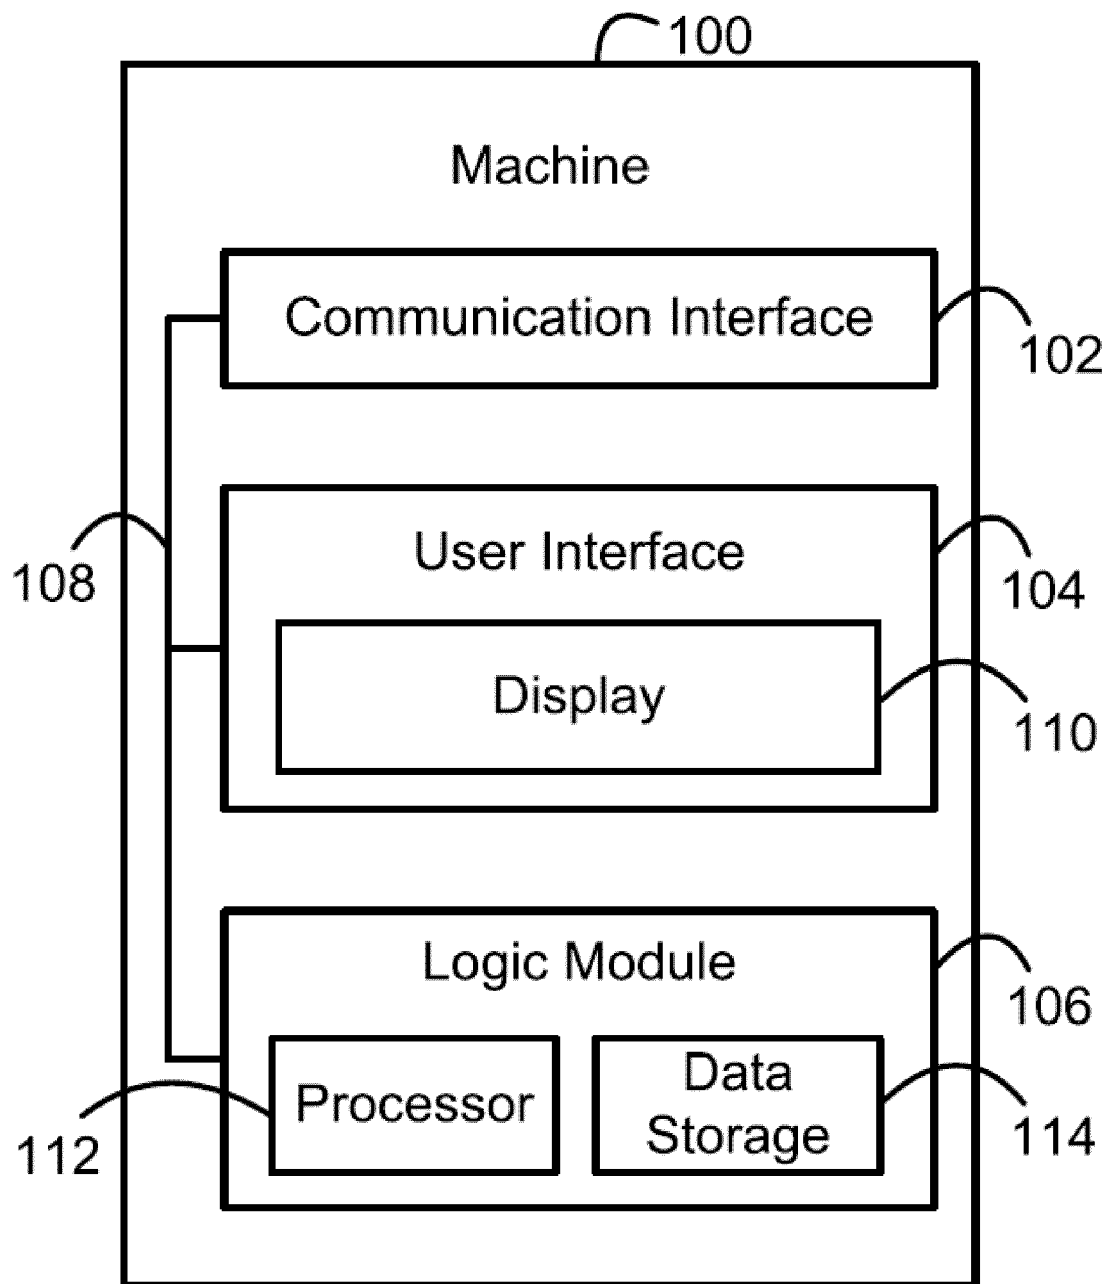 100
Machine
Communication Interface
102
User Interface
108
104
Display
110
Logic Module
106
Processor
Data
Storage
112
114